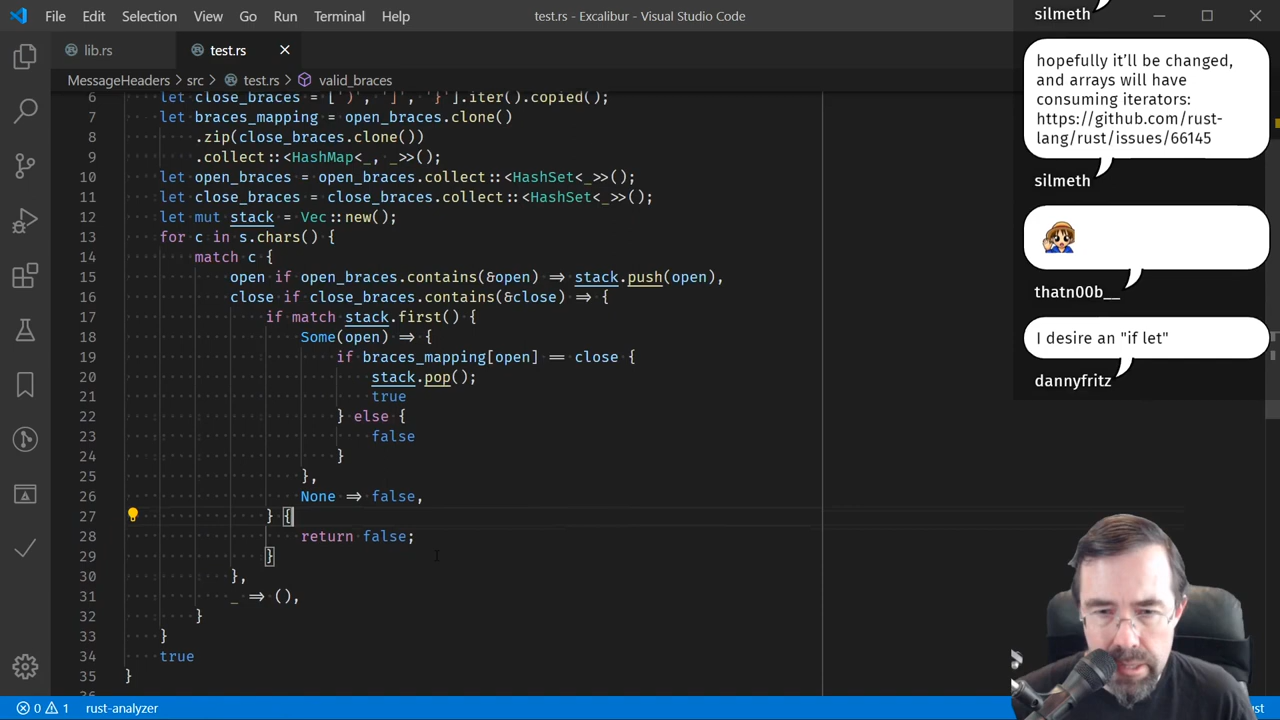 File Edit Selection View Go Run Terminal Help
test.rs - Excalibur - Visual Studio Code
lib.rs
test.rs
MessageHeaders › src › test.rs › valid_braces
6 let close_braces = [')', ']', '}'].iter().copied();
7 let braces_mapping = open_braces.clone()
8 .zip(close_braces.clone())
9 .collect::<HashMap<_, _>>();
10 let open_braces = open_braces.collect::<HashSet<_>>();
11 let close_braces = close_braces.collect::<HashSet<_>>();
12 let mut stack = Vec::new();
13 for c in s.chars() {
14 match c {
15 open if open_braces.contains(&open) => stack.push(open),
16 close if close_braces.contains(&close) => {
17 if match stack.first() {
18 Some(open) => {
19 if braces_mapping[open] == close {
20 stack.pop();
21 true
22 } else {
23 false
24 }
25 },
26 None => false,
27 } {
28 return false;
29 }
30 },
31 _ => (),
32 }
33 }
34 true
35 }
0 1 rust-analyzer
silmeth
hopefully it'll be changed,
and arrays will have
consuming iterators:
https://github.com/rust-
lang/rust/issues/66145
silmeth
thatn00b__
I desire an "if let"
dannyfritz